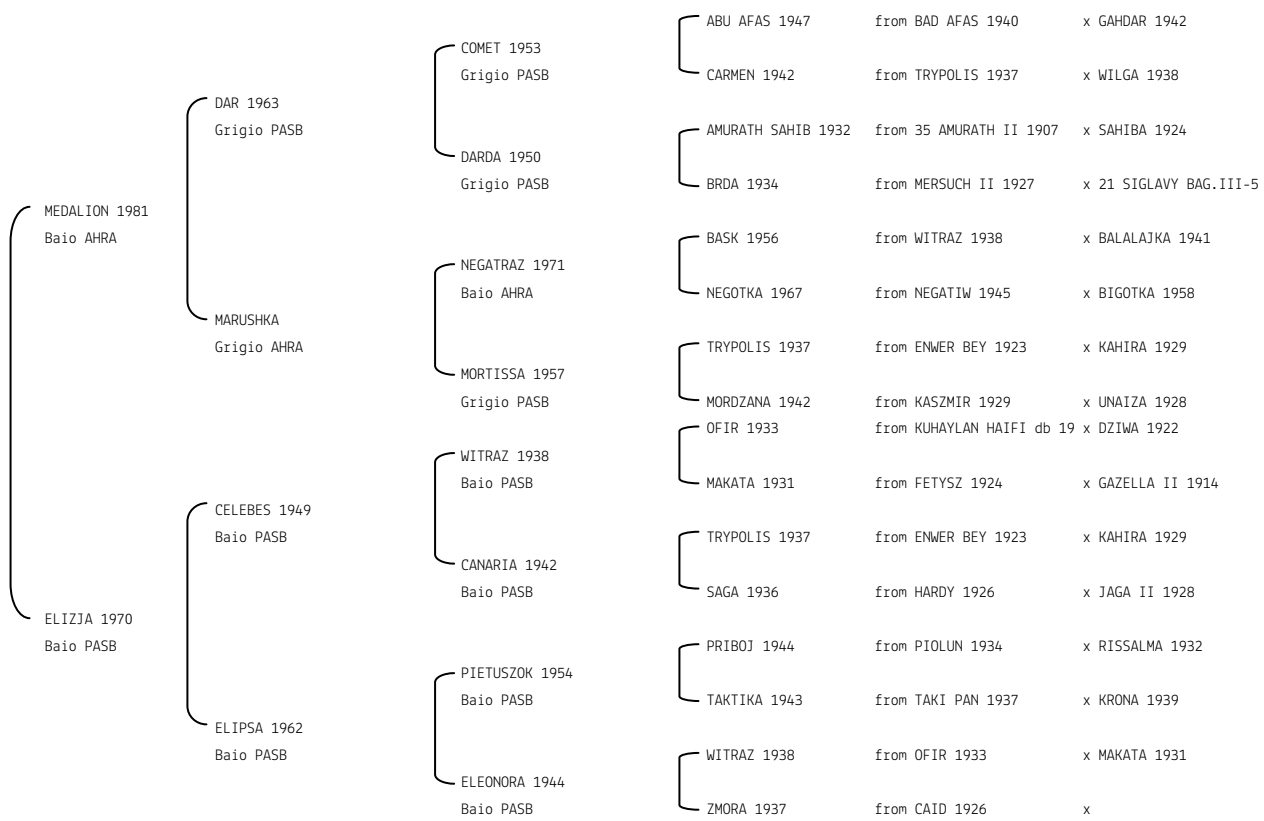 ABU AFAS 1947 from BAD AFAS 1940 x GAHDAR 1942
COMET 1953
Grigio PASB
CARMEN 1942 from TRYPOLIS 1937 x WILGA 1938
DAR 1963
Grigio PASB
AMURATH SAHIB 1932 from 35 AMURATH II 1907 x SAHIBA 1924
DARDA 1950
Grigio PASB
BRDA 1934 from MERSUCH II 1927 x 21 SIGLAVY BAG.III-5
MEDALION 1981
Baio AHRA
BASK 1956 from WITRAZ 1938 x BALALAJKA 1941
NEGATRAZ 1971
Baio AHRA
NEGOTKA 1967 from NEGATIW 1945 x BIGOTKA 1958
MARUSHKA
Grigio AHRA
TRYPOLIS 1937 from ENWER BEY 1923 x KAHIRA 1929
MORTISSA 1957
Grigio PASB
MORDZANA 1942 from KASZMIR 1929 x UNAIZA 1928
OFIR 1933 from KUHAYLAN HAIFI db 19 x DZIWA 1922
WITRAZ 1938
Baio PASB
MAKATA 1931 from FETYSZ 1924 x GAZELLA II 1914
CELEBES 1949
Baio PASB
TRYPOLIS 1937 from ENWER BEY 1923 x KAHIRA 1929
CANARIA 1942
Baio PASB
SAGA 1936 from HARDY 1926 x JAGA II 1928
ELIZJA 1970
Baio PASB
PRIBOJ 1944 from PIOLUN 1934 x RISSALMA 1932
PIETUSZOK 1954
Baio PASB
TAKTIKA 1943 from TAKI PAN 1937 x KRONA 1939
ELIPSA 1962
Baio PASB
WITRAZ 1938 from OFIR 1933 x MAKATA 1931
ELEONORA 1944
Baio PASB
ZMORA 1937 from CAID 1926 x